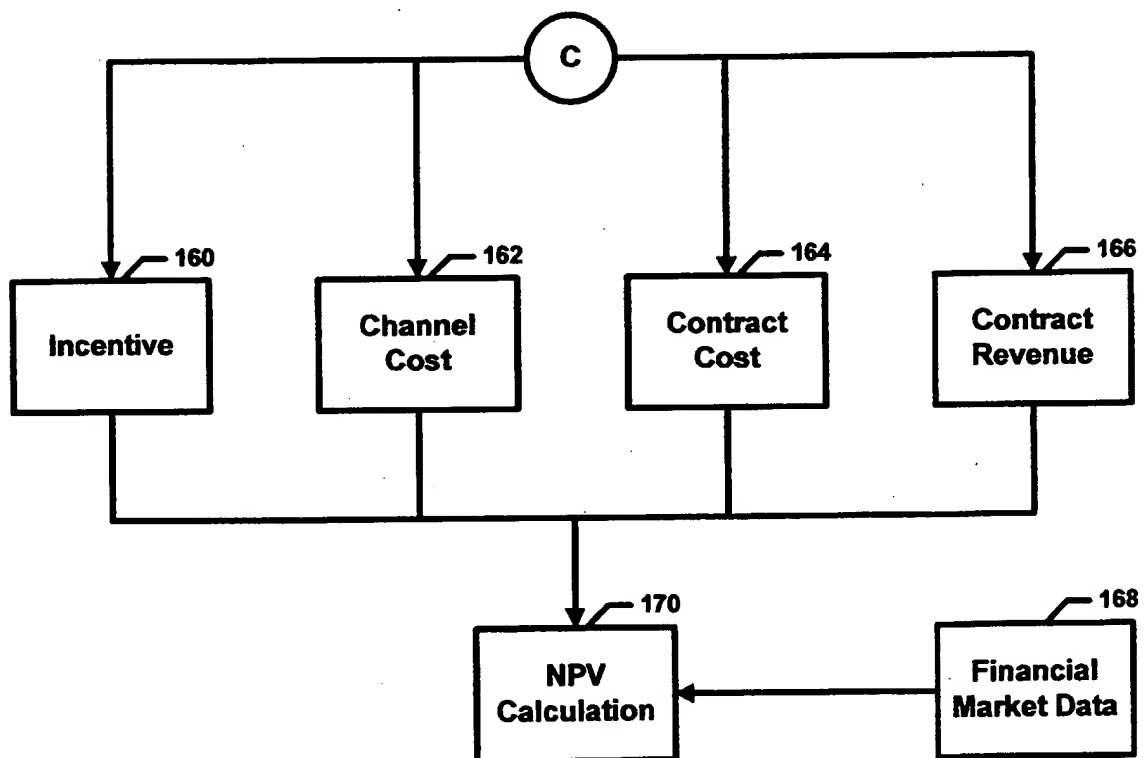 C
160
Incentive
162
Channel
Cost
164
Contract
Cost
166
Contract
Revenue
170
NPV
Calculation
168
Financial
Market Data